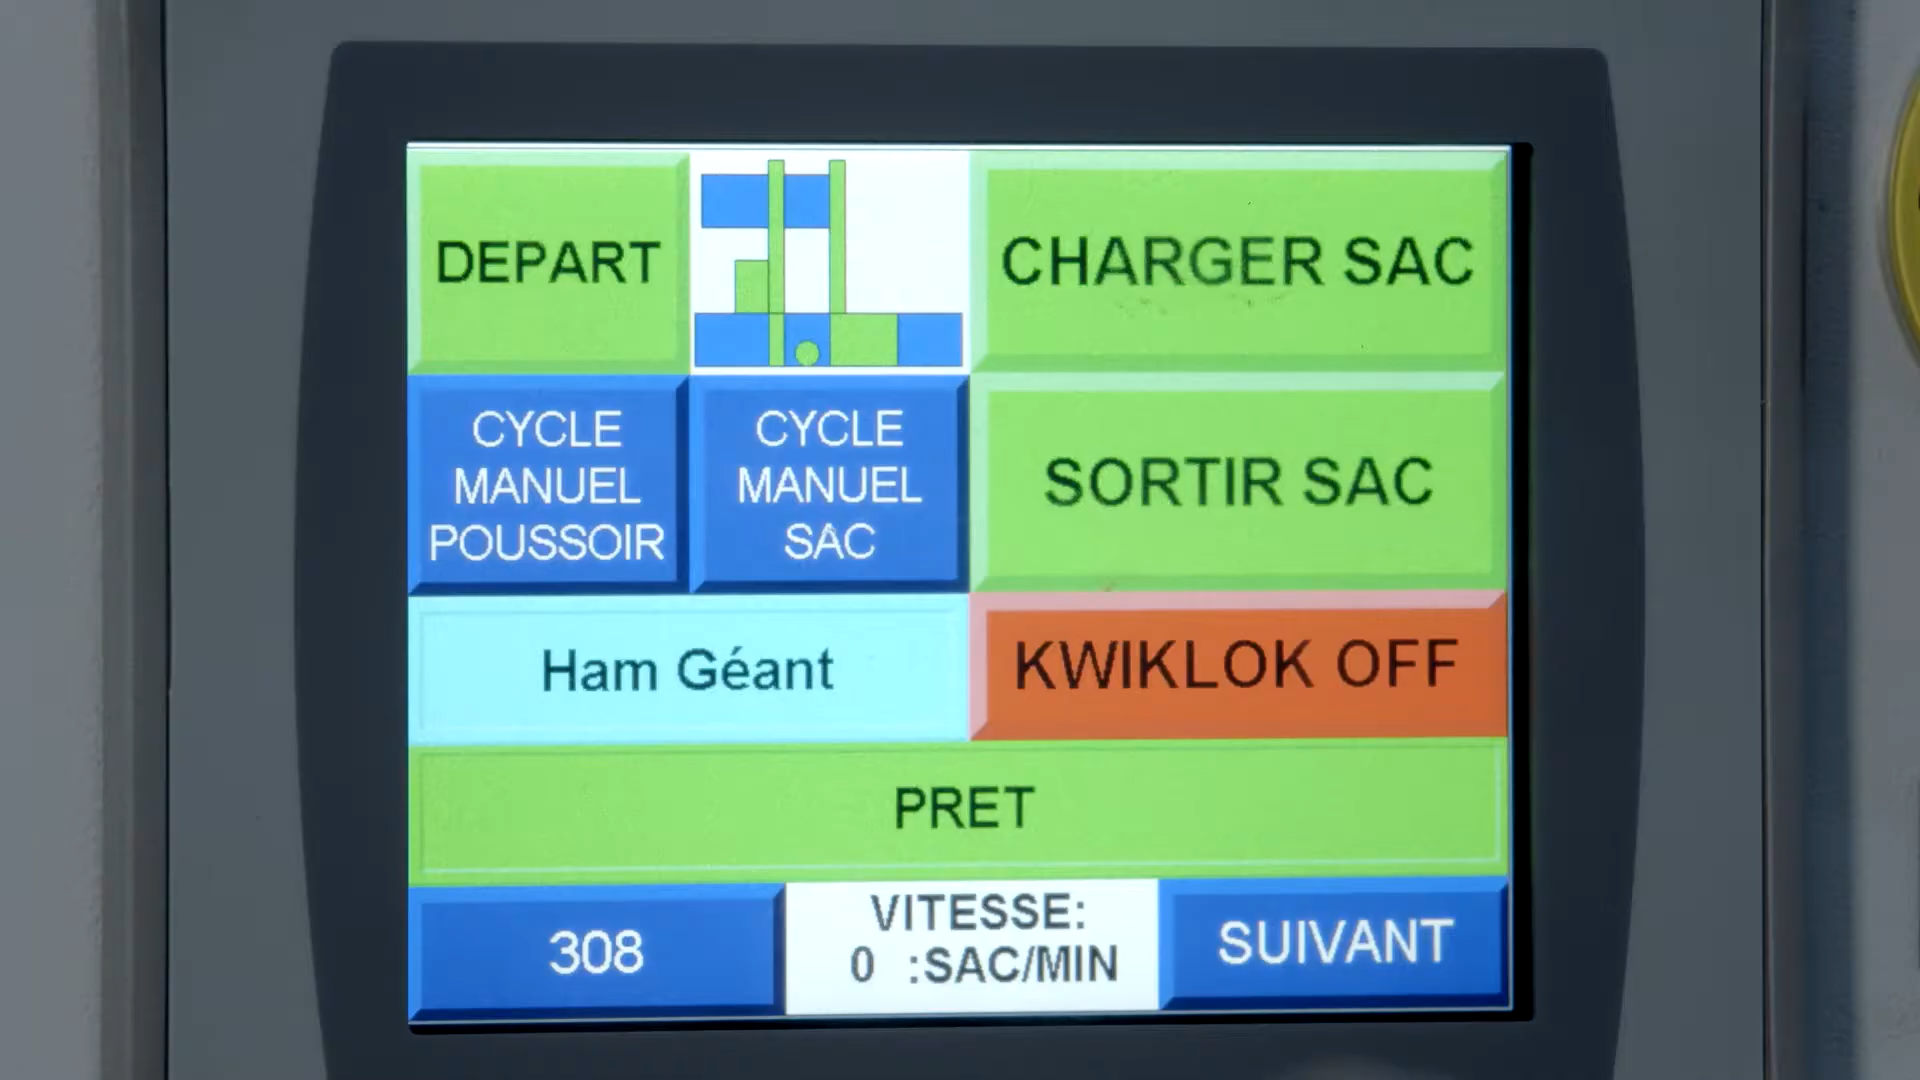 DEPART
CHARGER SAC
CYCLE
MANUEL
POUSSOIR
CYCLE
MANUEL
SAC
SORTIR SAC
Ham Géant
KWIKLOK OFF
PRET
308
VITESSE:
0 :SAC/MIN
SUIVANT